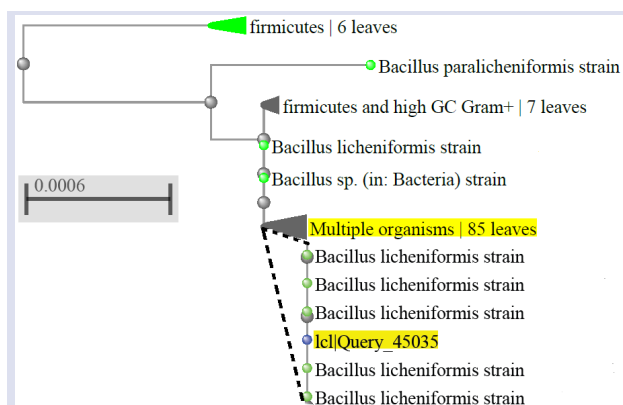 firmicutes | 6 leaves
Bacillus paralicheniformis strain
firmicutes and high GC Gram+ | 7 leaves
Bacillus licheniformis strain
Bacillus sp. (in: Bacteria) strain
0.0006
Multiple organisms | 85 leaves
Bacillus licheniformis strain
Bacillus licheniformis strain
Bacillus licheniformis strain
lcl|Query_45035
Bacillus licheniformis strain
Bacillus licheniformis strain